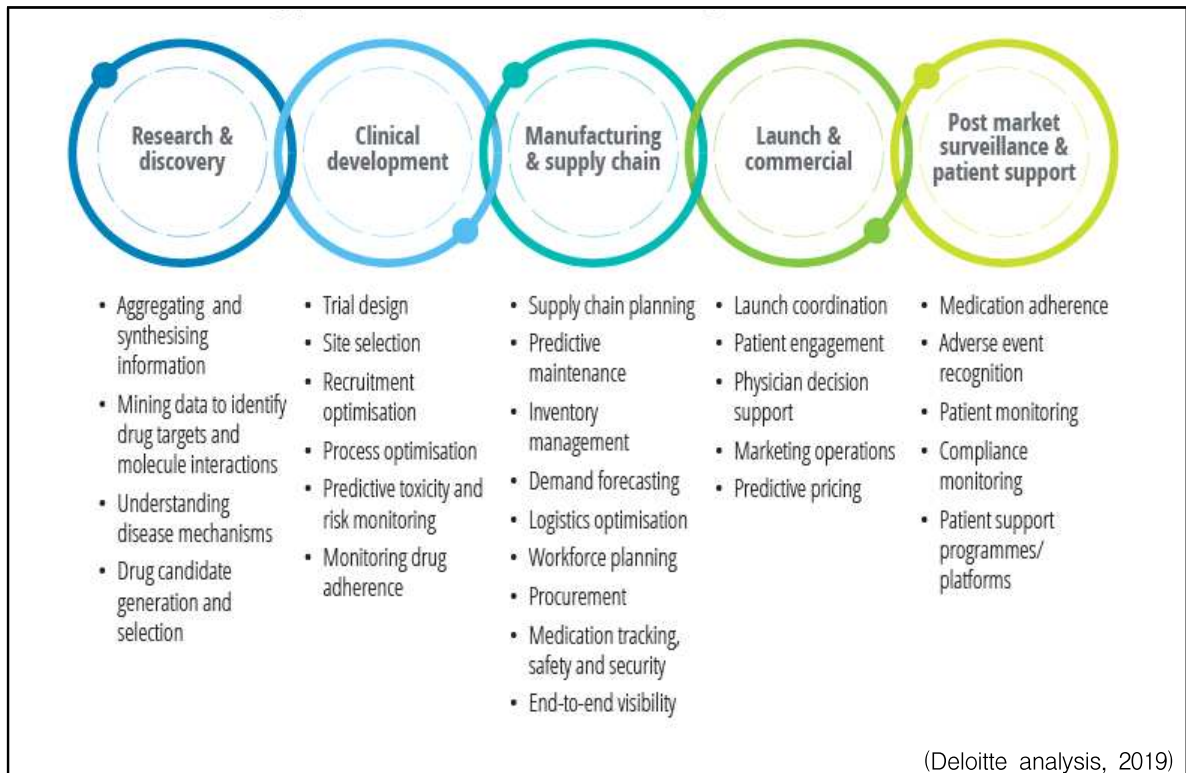 Research &
discovery
Clinical
development
Manufacturing
& supply chain
Launch &
commercial
Post market
surveillance &
patient support
• Aggregating and
synthesising
information
• Mining data to identify
drug targets and
molecule interactions
• Understanding
disease mechanisms
• Drug candidate
generation and
selection
• Trial design
• Site selection
• Recruitment
optimisation
• Process optimisation
• Predictive toxicity and
risk monitoring
• Monitoring drug
adherence
• Supply chain planning
• Predictive
maintenance
• Inventory
management
• Demand forecasting
• Logistics optimisation
• Workforce planning
• Procurement
• Medication tracking,
safety and security
• End-to-end visibility
• Launch coordination
• Patient engagement
• Physician decision
support
• Marketing operations
• Predictive pricing
• Medication adherence
• Adverse event
recognition
• Patient monitoring
• Compliance
monitoring
• Patient support
programmes/
platforms
(Deloitte analysis, 2019)